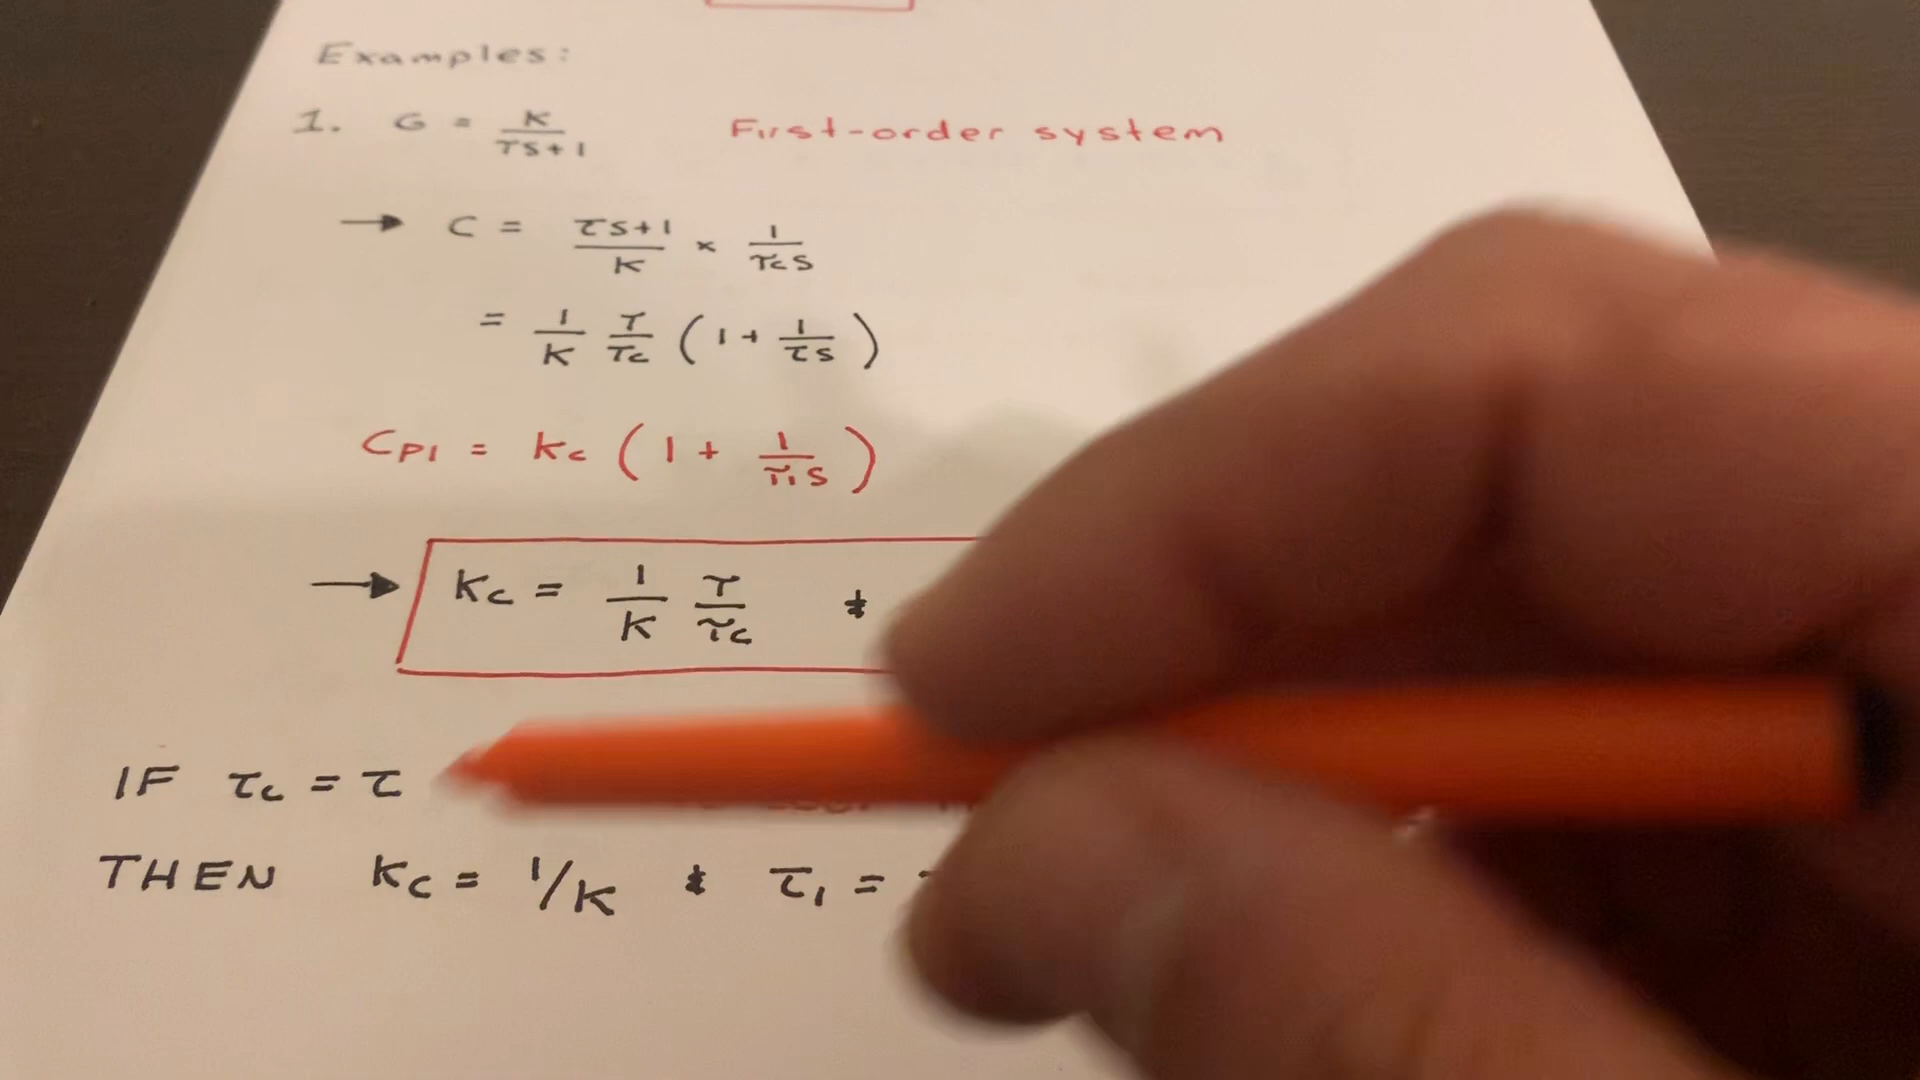 Examples:
1. G = K / τs+1 First-order system
→ C = τs+1 / K × 1 / τcs
= 1/K τ/τc (1 + 1/τs)
CPI = Kc (1 + 1/τIs)
→ Kc = 1/K τ/τc &
IF τc = τ
THEN Kc = 1/K & τI =